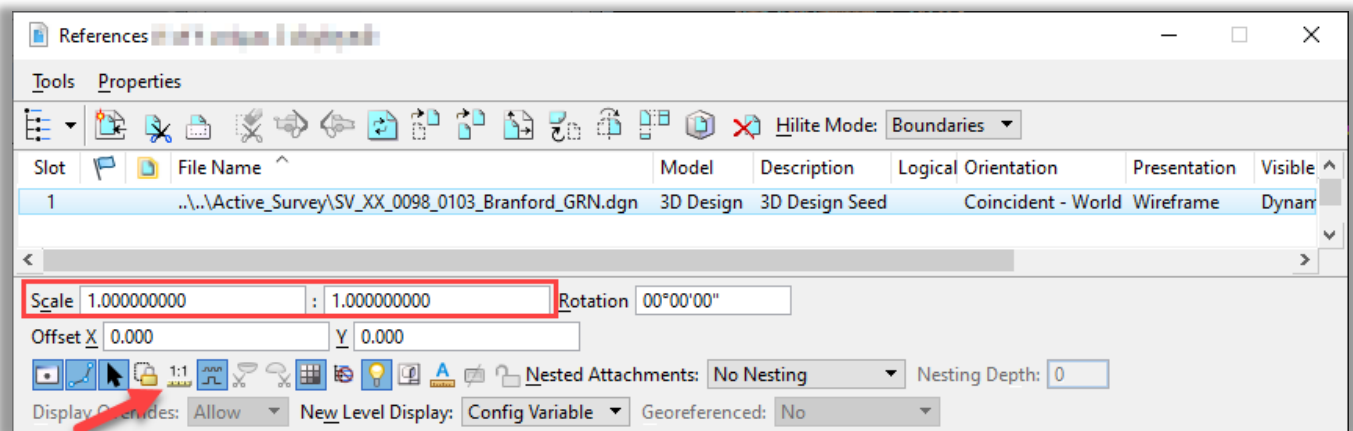 References
Tools Properties
Hilite Mode: Boundaries
Slot File Name Model Description Logical Orientation Presentation Visible
1 ..\..\Active_Survey\SV_XX_0098_0103_Branford_GRN.dgn 3D Design 3D Design Seed Coincident - World Wireframe Dynam
Scale 1.000000000 : 1.000000000 Rotation 00°00'00"
Offset X 0.000 Y 0.000
1:1 A Nested Attachments: No Nesting Nesting Depth: 0
Display Overrides: Allow New Level Display: Config Variable Georeferenced: No